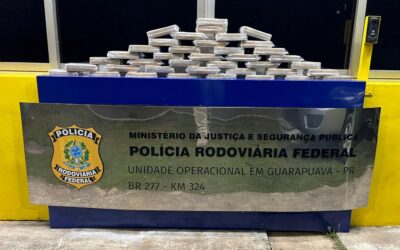 POLÍCIA
RODOVIÁRIA
FEDERAL
MINISTÉRIO DA JUSTIÇA E SEGURANÇA PÚBLICA
POLÍCIA RODOVIÁRIA FEDERAL
UNIDADE OPERACIONAL EM GUARAPUAVA - PR
BR 277 - KM 324